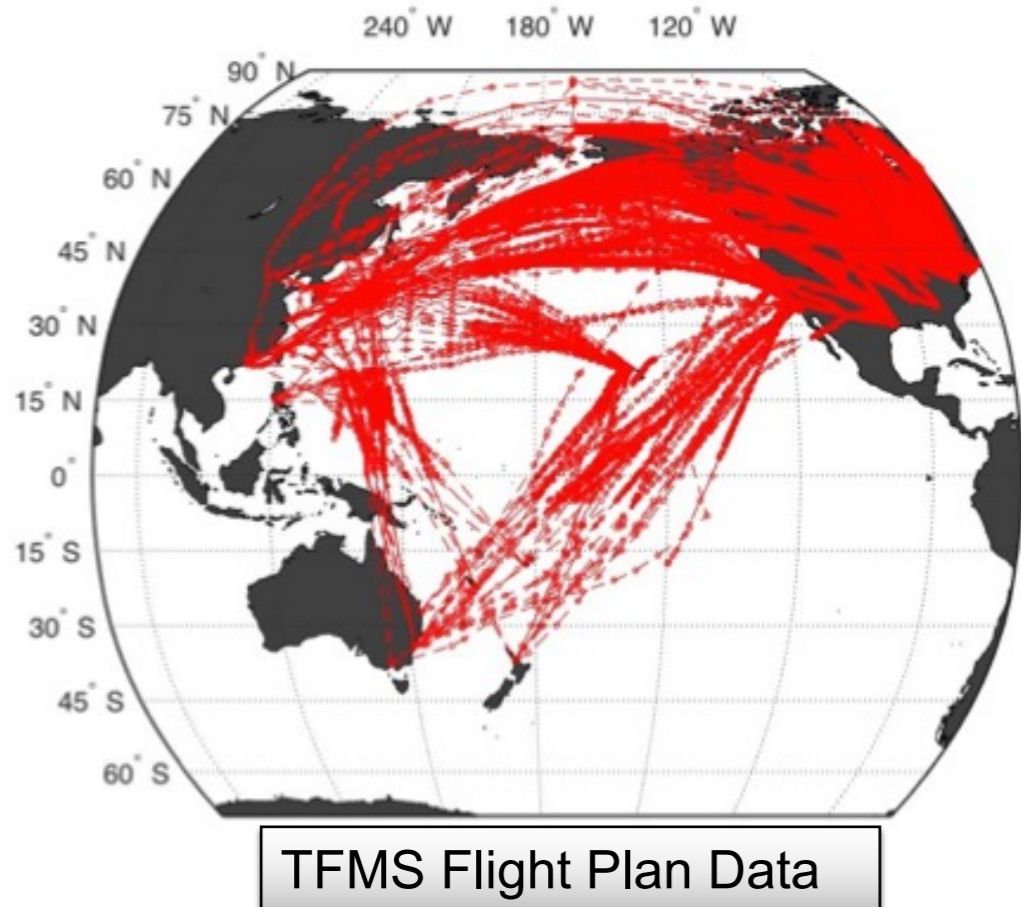 240° W 180° W 120° W
90° N
75° N
60° N
45° N
30° N
15° N
0°
15° S
30° S
45° S
60° S
TFMS Flight Plan Data